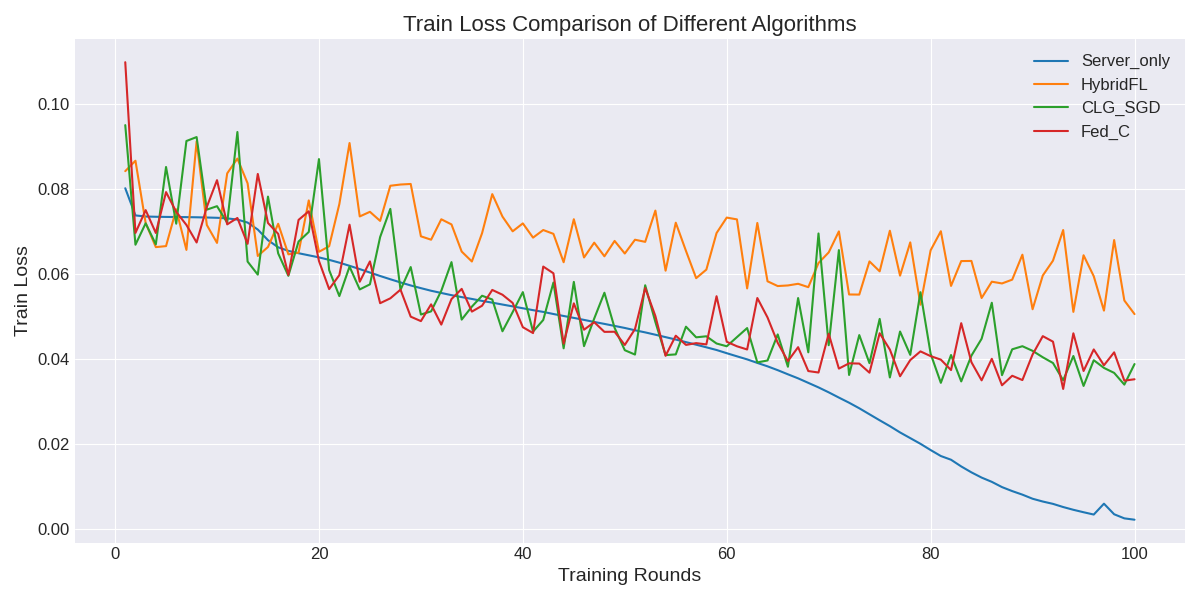 Train Loss Comparison of Different Algorithms
Server_only
HybridFL
CLG_SGD
Fed_C
Train Loss
0.10
0.08
0.06
0.04
0.02
0.00
0 20 40 60 80 100
Training Rounds